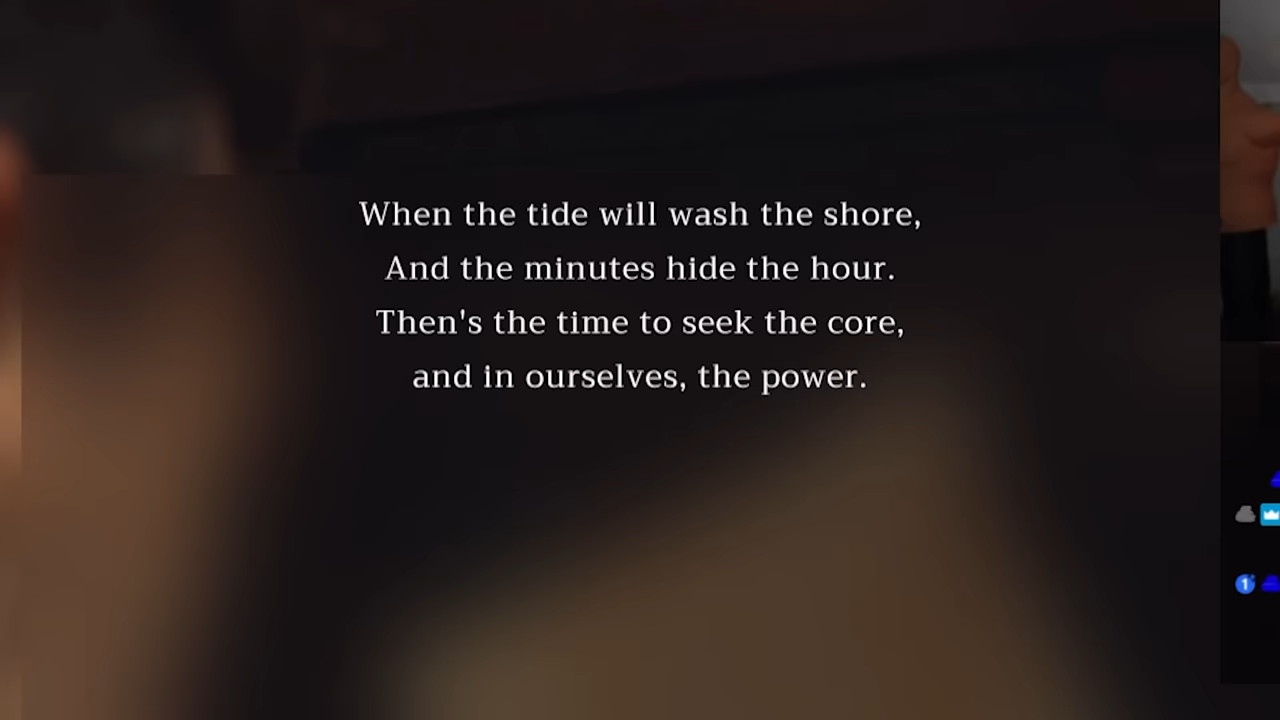 When the tide will wash the shore,
And the minutes hide the hour.
Then's the time to seek the core,
and in ourselves, the power.
1